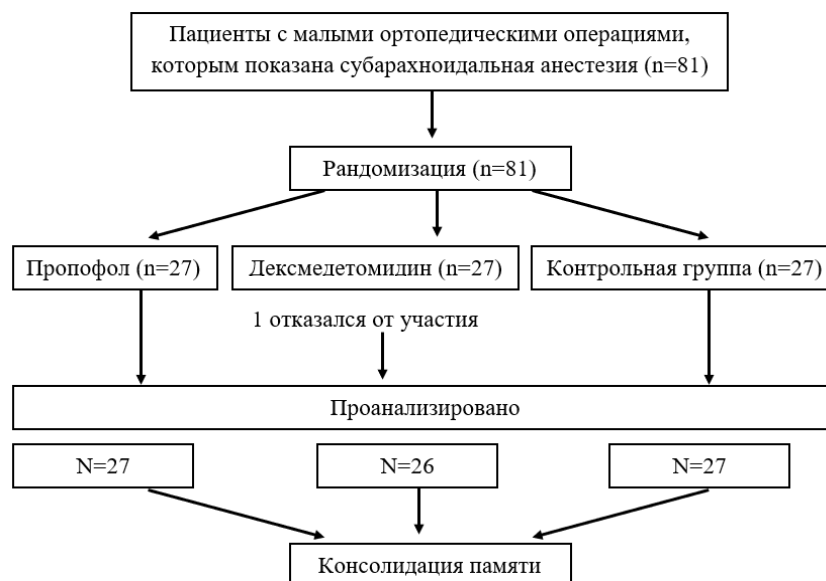 Пациенты с малыми ортопедическими операциями,
которым показана субарахноидальная анестезия (n=81)
Рандомизация (n=81)
Пропофол (n=27)
Дексмедетомидин (n=27)
Контрольная группа (n=27)
1 отказался от участия
Проанализировано
N=27
N=26
N=27
Консолидация памяти